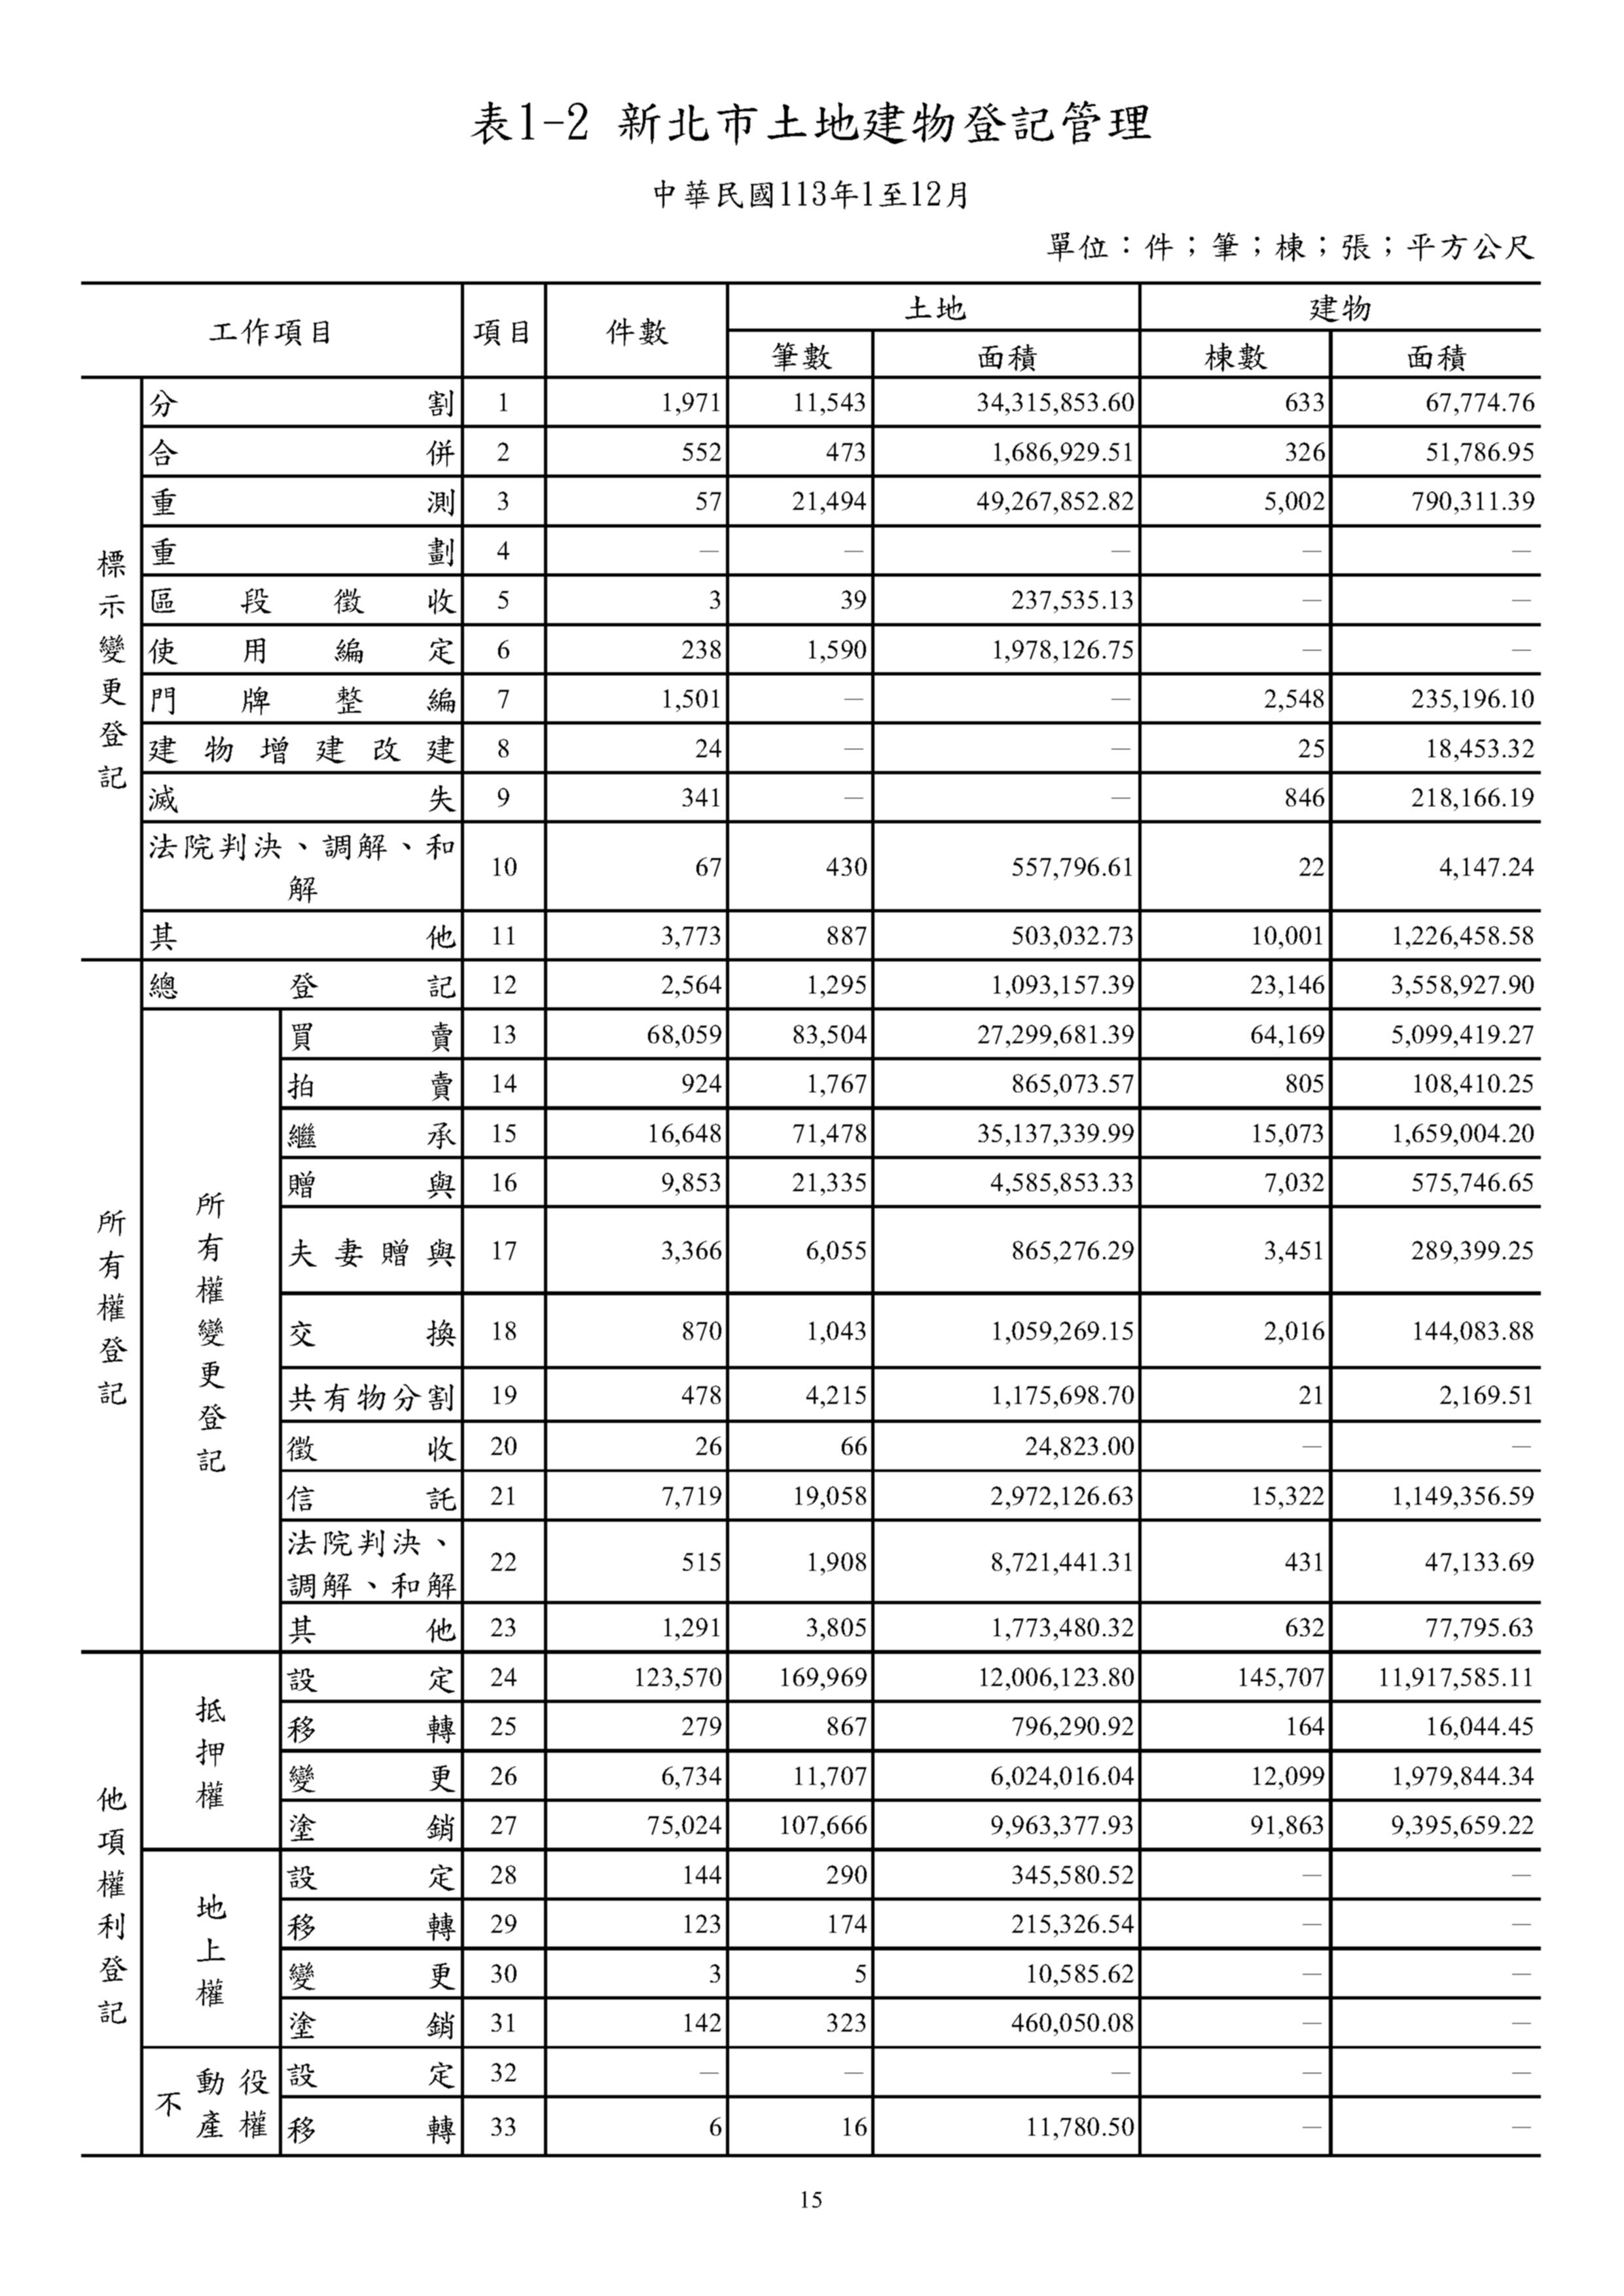 表1-2 新北市土地建物登記管理
中華民國113年1至12月
單位：件；筆；棟；張；平方公尺
工作項目 項目 件數 土地 建物
筆數 面積 棟數 面積
標示變更登記
分割 1 1,971 11,543 34,315,853.60 633 67,774.76
合併 2 552 473 1,686,929.51 326 51,786.95
重測 3 57 21,494 49,267,852.82 5,002 790,311.39
重劃 4 — — — — —
區段徵收 5 3 39 237,535.13 — —
使用編定 6 238 1,590 1,978,126.75 — —
門牌整編 7 1,501 — — 2,548 235,196.10
建物增建改建 8 24 — — 25 18,453.32
滅失 9 341 — — 846 218,166.19
法院判決、調解、和
解 10 67 430 557,796.61 22 4,147.24
其他 11 3,773 887 503,032.73 10,001 1,226,458.58
所有權登記
總登記 12 2,564 1,295 1,093,157.39 23,146 3,558,927.90
所有權變更登記
買賣 13 68,059 83,504 27,299,681.39 64,169 5,099,419.27
拍賣 14 924 1,767 865,073.57 805 108,410.25
繼承 15 16,648 71,478 35,137,339.99 15,073 1,659,004.20
贈與 16 9,853 21,335 4,585,853.33 7,032 575,746.65
夫妻贈與 17 3,366 6,055 865,276.29 3,451 289,399.25
交換 18 870 1,043 1,059,269.15 2,016 144,083.88
共有物分割 19 478 4,215 1,175,698.70 21 2,169.51
徵收 20 26 66 24,823.00 — —
信託 21 7,719 19,058 2,972,126.63 15,322 1,149,356.59
法院判決、
調解、和解 22 515 1,908 8,721,441.31 431 47,133.69
其他 23 1,291 3,805 1,773,480.32 632 77,795.63
他項權利登記
抵押權
設定 24 123,570 169,969 12,006,123.80 145,707 11,917,585.11
移轉 25 279 867 796,290.92 164 16,044.45
變更 26 6,734 11,707 6,024,016.04 12,099 1,979,844.34
塗銷 27 75,024 107,666 9,963,377.93 91,863 9,395,659.22
地上權
設定 28 144 290 345,580.52 — —
移轉 29 123 174 215,326.54 — —
變更 30 3 5 10,585.62 — —
塗銷 31 142 323 460,050.08 — —
不動產役權
設定 32 — — — — —
移轉 33 6 16 11,780.50 — —
15